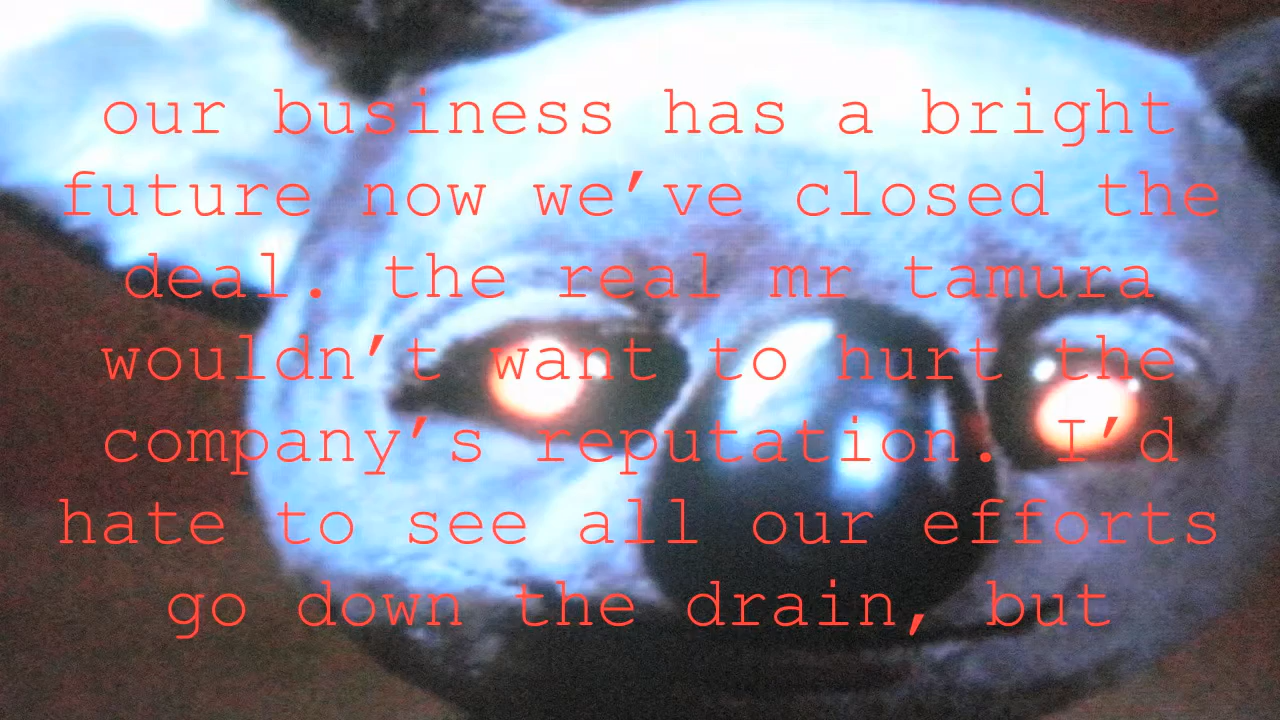 our business has a bright
future now we’ve closed the
deal. the real mr tamura
wouldn’t want to hurt the
company’s reputation. I’d
hate to see all our efforts
go down the drain, but